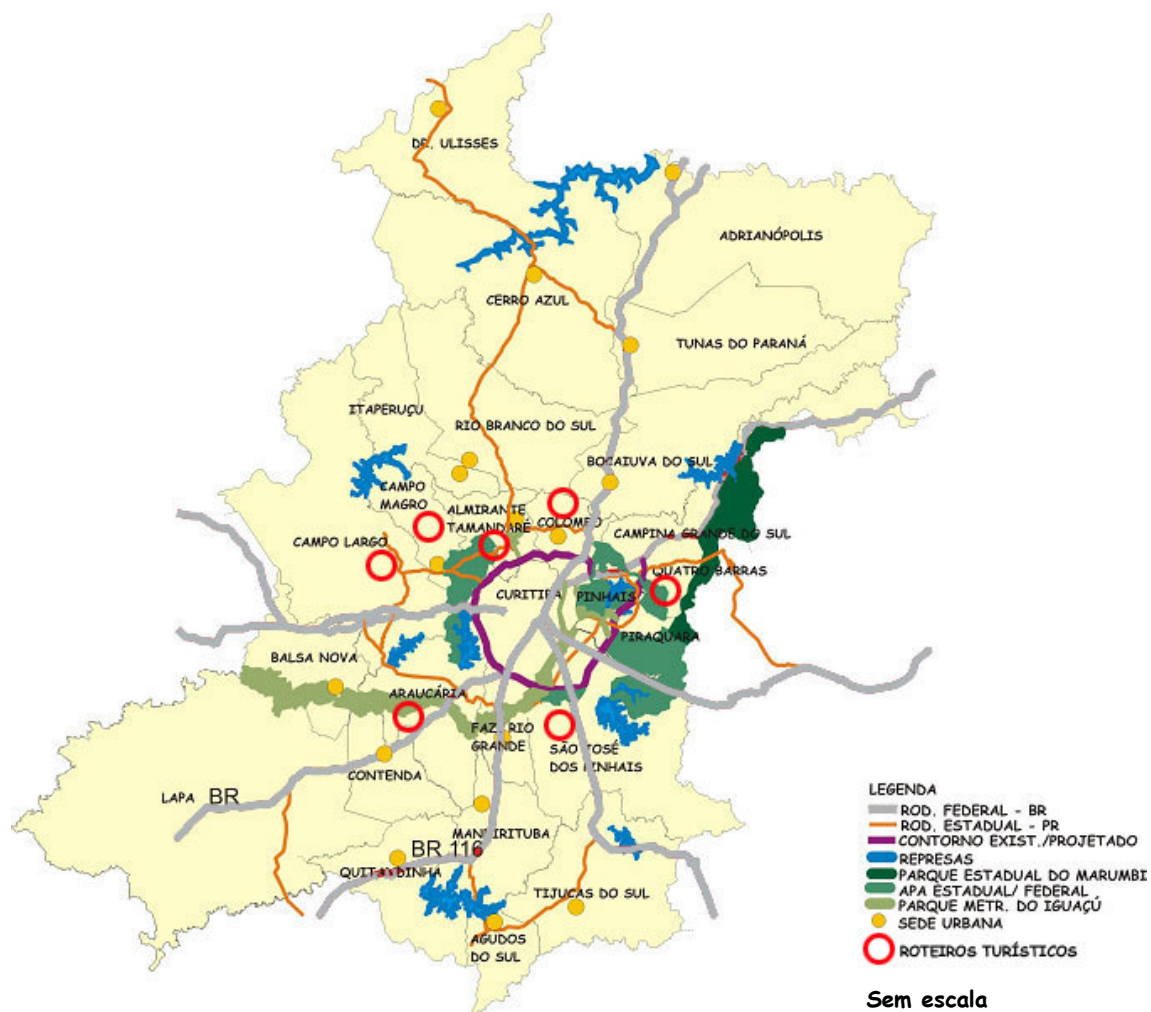 DR. ULISSES
ADRIANÓPOLIS
CERRO AZUL
TUNAS DO PARANÁ
ITAPERUÇU
RIO BRANCO DO SUL
BOCAIUVA DO SUL
CAMPO
MAGRO
ALMIRANTE
TAMANDARÉ
COLOMBO
CAMPINA GRANDE DO SUL
CAMPO LARGO
QUATRO BARRAS
CURITIBA
PINHAIS
PIRAQUARA
BALSA NOVA
ARAUCÁRIA
FAZ. RIO
GRANDE
SÃO JOSÉ
DOS PINHAIS
CONTENDA
LAPA
BR
MANDIRITUBA
BR 116
QUITANDINHA
TIJUCAS DO SUL
AGUDOS
DO SUL
LEGENDA
ROD. FEDERAL - BR
ROD. ESTADUAL - PR
CONTORNO EXIST./PROJETADO
REPRESAS
PARQUE ESTADUAL DO MARUMBI
APA ESTADUAL/ FEDERAL
PARQUE METR. DO IGUAÇÚ
SEDE URBANA
ROTEIROS TURÍSTICOS
Sem escala